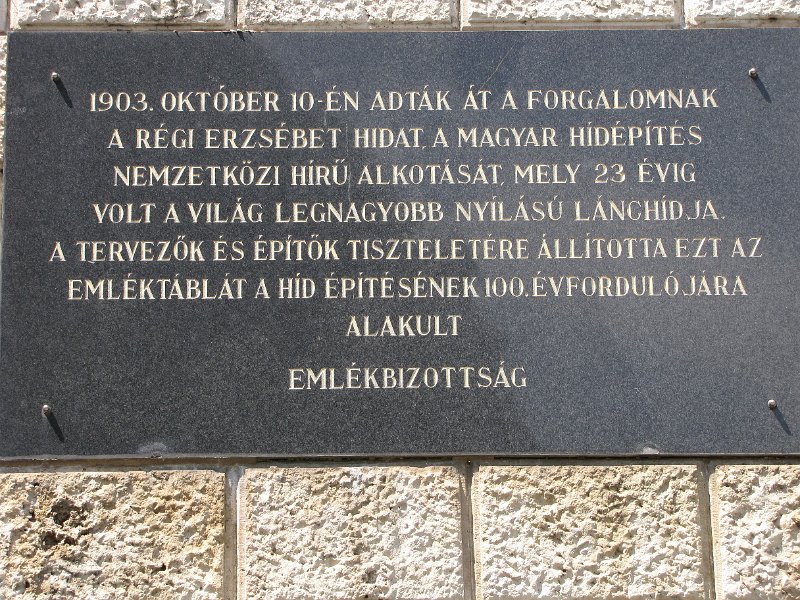 1903. OKTÓBER 10-ÉN ADTÁK ÁT A FORGALOMNAK
A RÉGI ERZSÉBET HIDAT, A MAGYAR HÍDÉPÍTÉS
NEMZETKÖZI HÍRŰ ALKOTÁSÁT, MELY 23 ÉVIG
VOLT A VILÁG LEGNAGYOBB NYÍLÁSÚ LÁNCHÍDJA.
A TERVEZŐK ÉS ÉPÍTŐK TISZTELETÉRE ÁLLÍTOTTA EZT AZ
EMLÉKTÁBLÁT A HÍD ÉPÍTÉSÉNEK 100. ÉVFORDULÓJÁRA
ALAKULT
EMLÉKBIZOTTSÁG